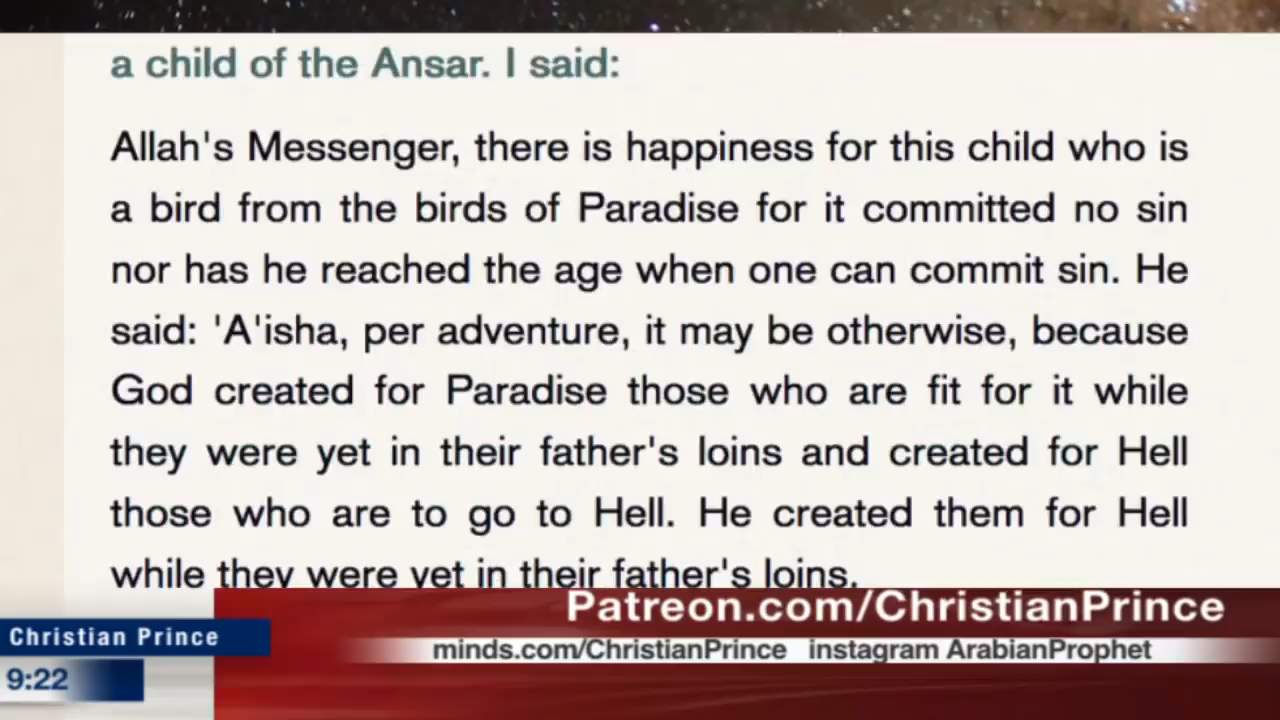 a child of the Ansar. I said:
Allah's Messenger, there is happiness for this child who is
a bird from the birds of Paradise for it committed no sin
nor has he reached the age when one can commit sin. He
said: 'A'isha, per adventure, it may be otherwise, because
God created for Paradise those who are fit for it while
they were yet in their father's loins and created for Hell
those who are to go to Hell. He created them for Hell
while they were yet in their father's loins.
Patreon.com/ChristianPrince
Christian Prince
minds.com/ChristianPrince instagram ArabianProphet
9:22